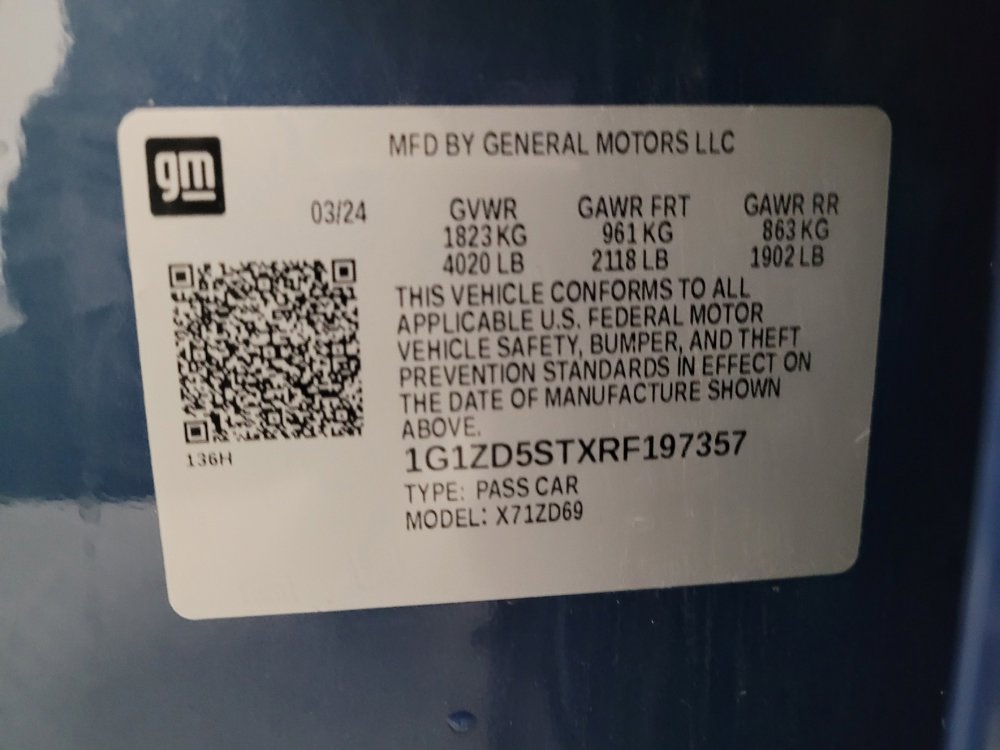 gm
MFD BY GENERAL MOTORS LLC
03/24
GVWR GAWR FRT GAWR RR
1823 KG 961 KG 863 KG
4020 LB 2118 LB 1902 LB
THIS VEHICLE CONFORMS TO ALL
APPLICABLE U.S. FEDERAL MOTOR
VEHICLE SAFETY, BUMPER, AND THEFT
PREVENTION STANDARDS IN EFFECT ON
THE DATE OF MANUFACTURE SHOWN
ABOVE.
136H
1G1ZD5STXRF197357
TYPE: PASS CAR
MODEL: X71ZD69